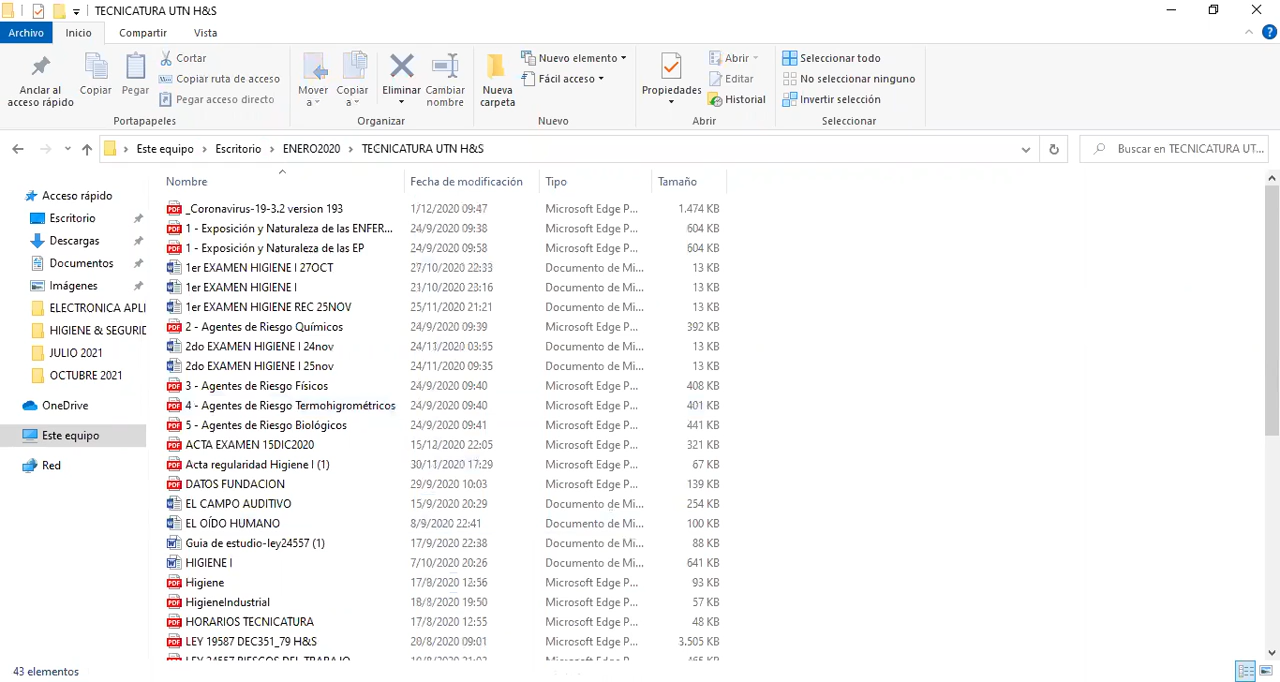 TECNICATURA UTN H&S
Archivo Inicio Compartir Vista
Anclar al acceso rápido
Copiar
Pegar
Cortar
Copiar ruta de acceso
Pegar acceso directo
Portapapeles
Mover a
Copiar a
Eliminar
Cambiar nombre
Organizar
Nueva carpeta
Nuevo elemento
Fácil acceso
Nuevo
Propiedades
Abrir
Editar
Historial
Abrir
Seleccionar todo
No seleccionar ninguno
Invertir selección
Seleccionar
Este equipo > Escritorio > ENERO2020 > TECNICATURA UTN H&S
Buscar en TECNICATURA UT...
Acceso rápido
Escritorio
Descargas
Documentos
Imágenes
ELECTRONICA APLI
HIGIENE & SEGURID
JULIO 2021
OCTUBRE 2021
OneDrive
Este equipo
Red
Nombre Fecha de modificación Tipo Tamaño
_Coronavirus-19-3.2 version 193 1/12/2020 09:47 Microsoft Edge P... 1.474 KB
1 - Exposición y Naturaleza de las ENFER... 24/9/2020 09:38 Microsoft Edge P... 604 KB
1 - Exposición y Naturaleza de las EP 24/9/2020 09:58 Microsoft Edge P... 604 KB
1er EXAMEN HIGIENE I 27OCT 27/10/2020 22:33 Documento de Mi... 13 KB
1er EXAMEN HIGIENE I 21/10/2020 23:16 Documento de Mi... 13 KB
1er EXAMEN HIGIENE REC 25NOV 25/11/2020 21:21 Documento de Mi... 13 KB
2 - Agentes de Riesgo Químicos 24/9/2020 09:39 Microsoft Edge P... 392 KB
2do EXAMEN HIGIENE I 24nov 24/11/2020 03:55 Documento de Mi... 13 KB
2do EXAMEN HIGIENE I 25nov 24/11/2020 09:35 Documento de Mi... 13 KB
3 - Agentes de Riesgo Físicos 24/9/2020 09:40 Microsoft Edge P... 408 KB
4 - Agentes de Riesgo Termohigrométricos 24/9/2020 09:40 Microsoft Edge P... 401 KB
5 - Agentes de Riesgo Biológicos 24/9/2020 09:41 Microsoft Edge P... 441 KB
ACTA EXAMEN 15DIC2020 15/12/2020 22:05 Microsoft Edge P... 321 KB
Acta regularidad Higiene I (1) 30/11/2020 17:29 Microsoft Edge P... 67 KB
DATOS FUNDACION 29/9/2020 10:03 Microsoft Edge P... 139 KB
EL CAMPO AUDITIVO 15/9/2020 20:29 Documento de Mi... 254 KB
EL OÍDO HUMANO 8/9/2020 22:41 Documento de Mi... 100 KB
Guia de estudio-ley24557 (1) 17/9/2020 22:38 Documento de Mi... 88 KB
HIGIENE I 7/10/2020 20:26 Documento de Mi... 641 KB
Higiene 17/8/2020 12:56 Microsoft Edge P... 93 KB
HigieneIndustrial 18/8/2020 19:50 Microsoft Edge P... 57 KB
HORARIOS TECNICATURA 17/8/2020 12:55 Microsoft Edge P... 48 KB
LEY 19587 DEC351_79 H&S 20/8/2020 09:01 Microsoft Edge P... 3.505 KB
LEY 24557 RIESGOS DEL TRABAJO
43 elementos